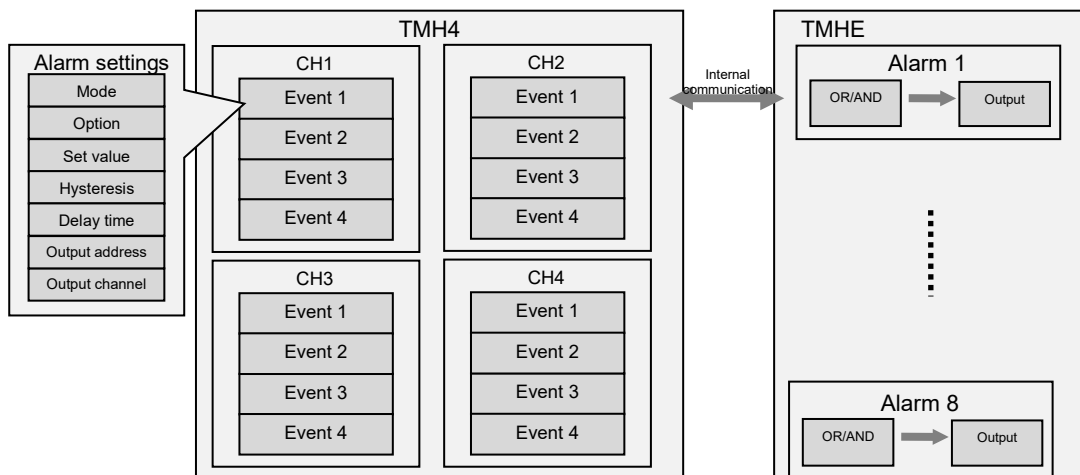 Alarm settings
Mode
Option
Set value
Hysteresis
Delay time
Output address
Output channel
TMH4
CH1
Event 1
Event 2
Event 3
Event 4
CH2
Event 1
Event 2
Event 3
Event 4
CH3
Event 1
Event 2
Event 3
Event 4
CH4
Event 1
Event 2
Event 3
Event 4
Internal
communication
TMHE
Alarm 1
OR/AND
Output
Alarm 8
OR/AND
Output